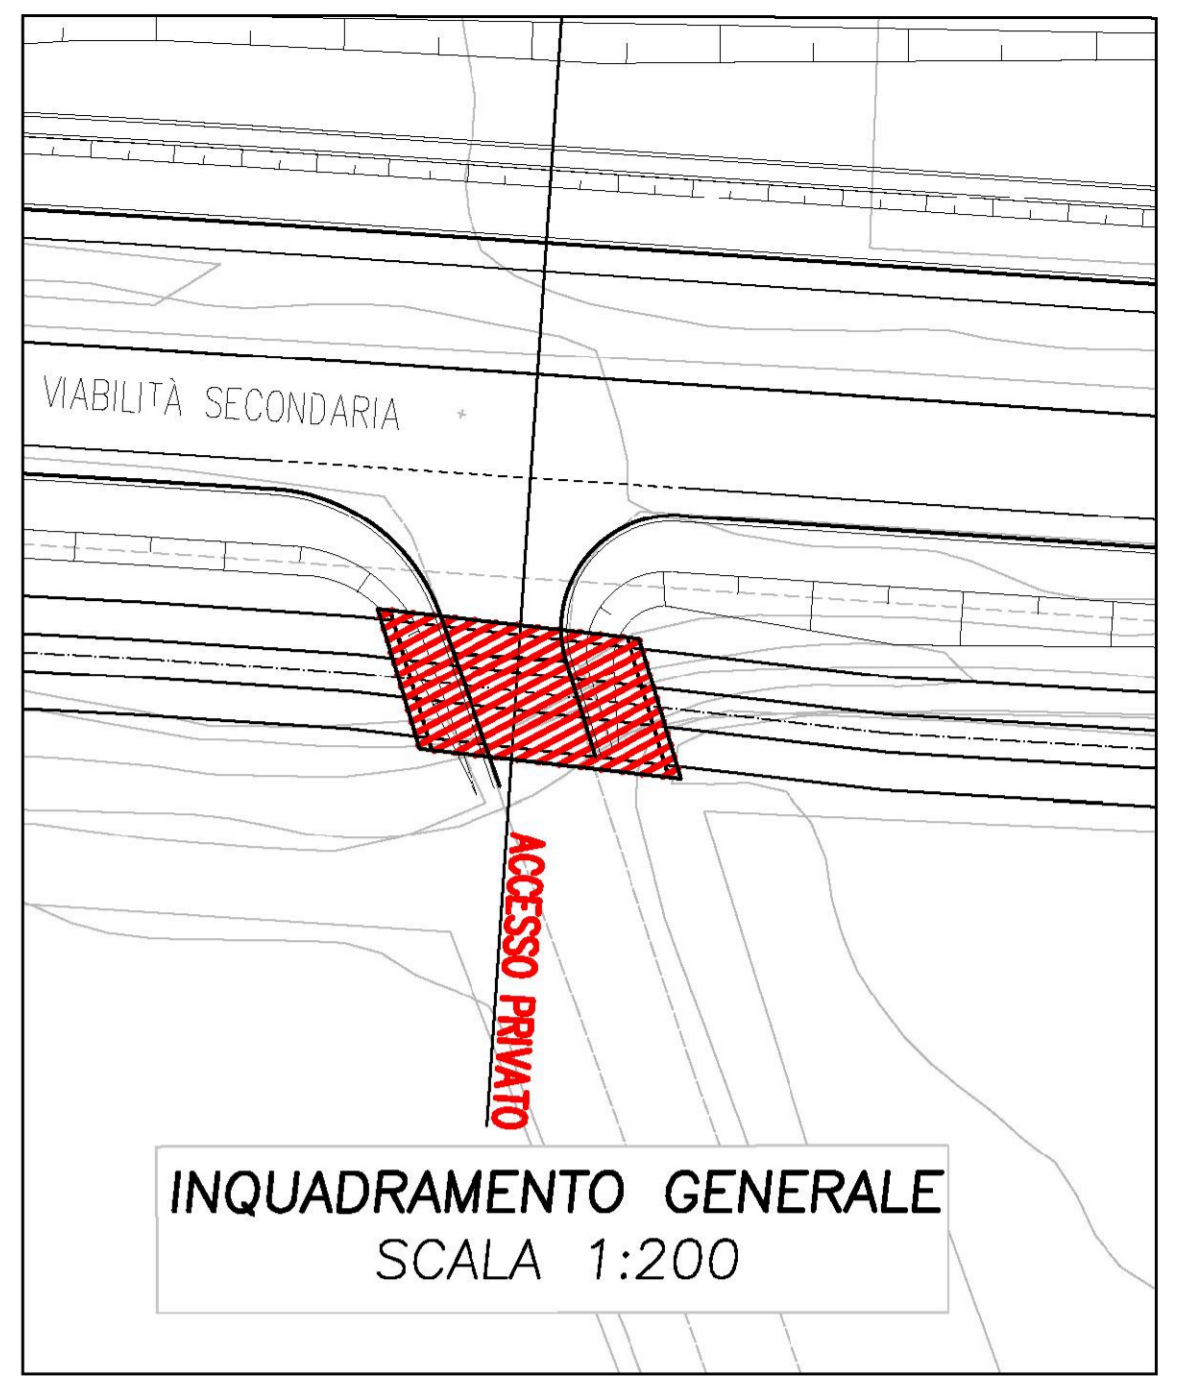 VIABILITÀ SECONDARIA
ACCESSO PRIVATO
INQUADRAMENTO GENERALE
SCALA 1:200